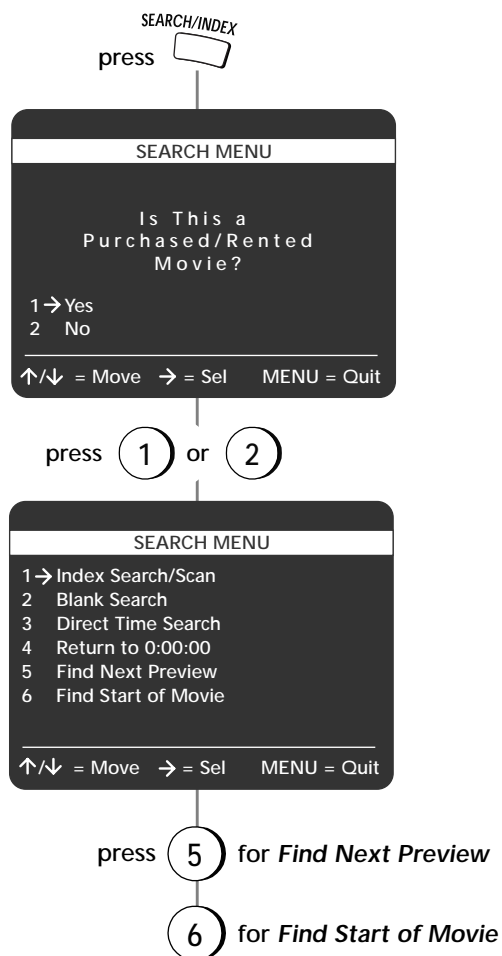 SEARCH/INDEX
press
SEARCH MENU
Is This a
Purchased/Rented
Movie?
1→Yes
2 No
↑/↓ = Move → = Sel MENU = Quit
press 1 or 2
SEARCH MENU
1→Index Search/Scan
2 Blank Search
3 Direct Time Search
4 Return to 0:00:00
5 Find Next Preview
6 Find Start of Movie
↑/↓ = Move → = Sel MENU = Quit
press 5 for Find Next Preview
6 for Find Start of Movie